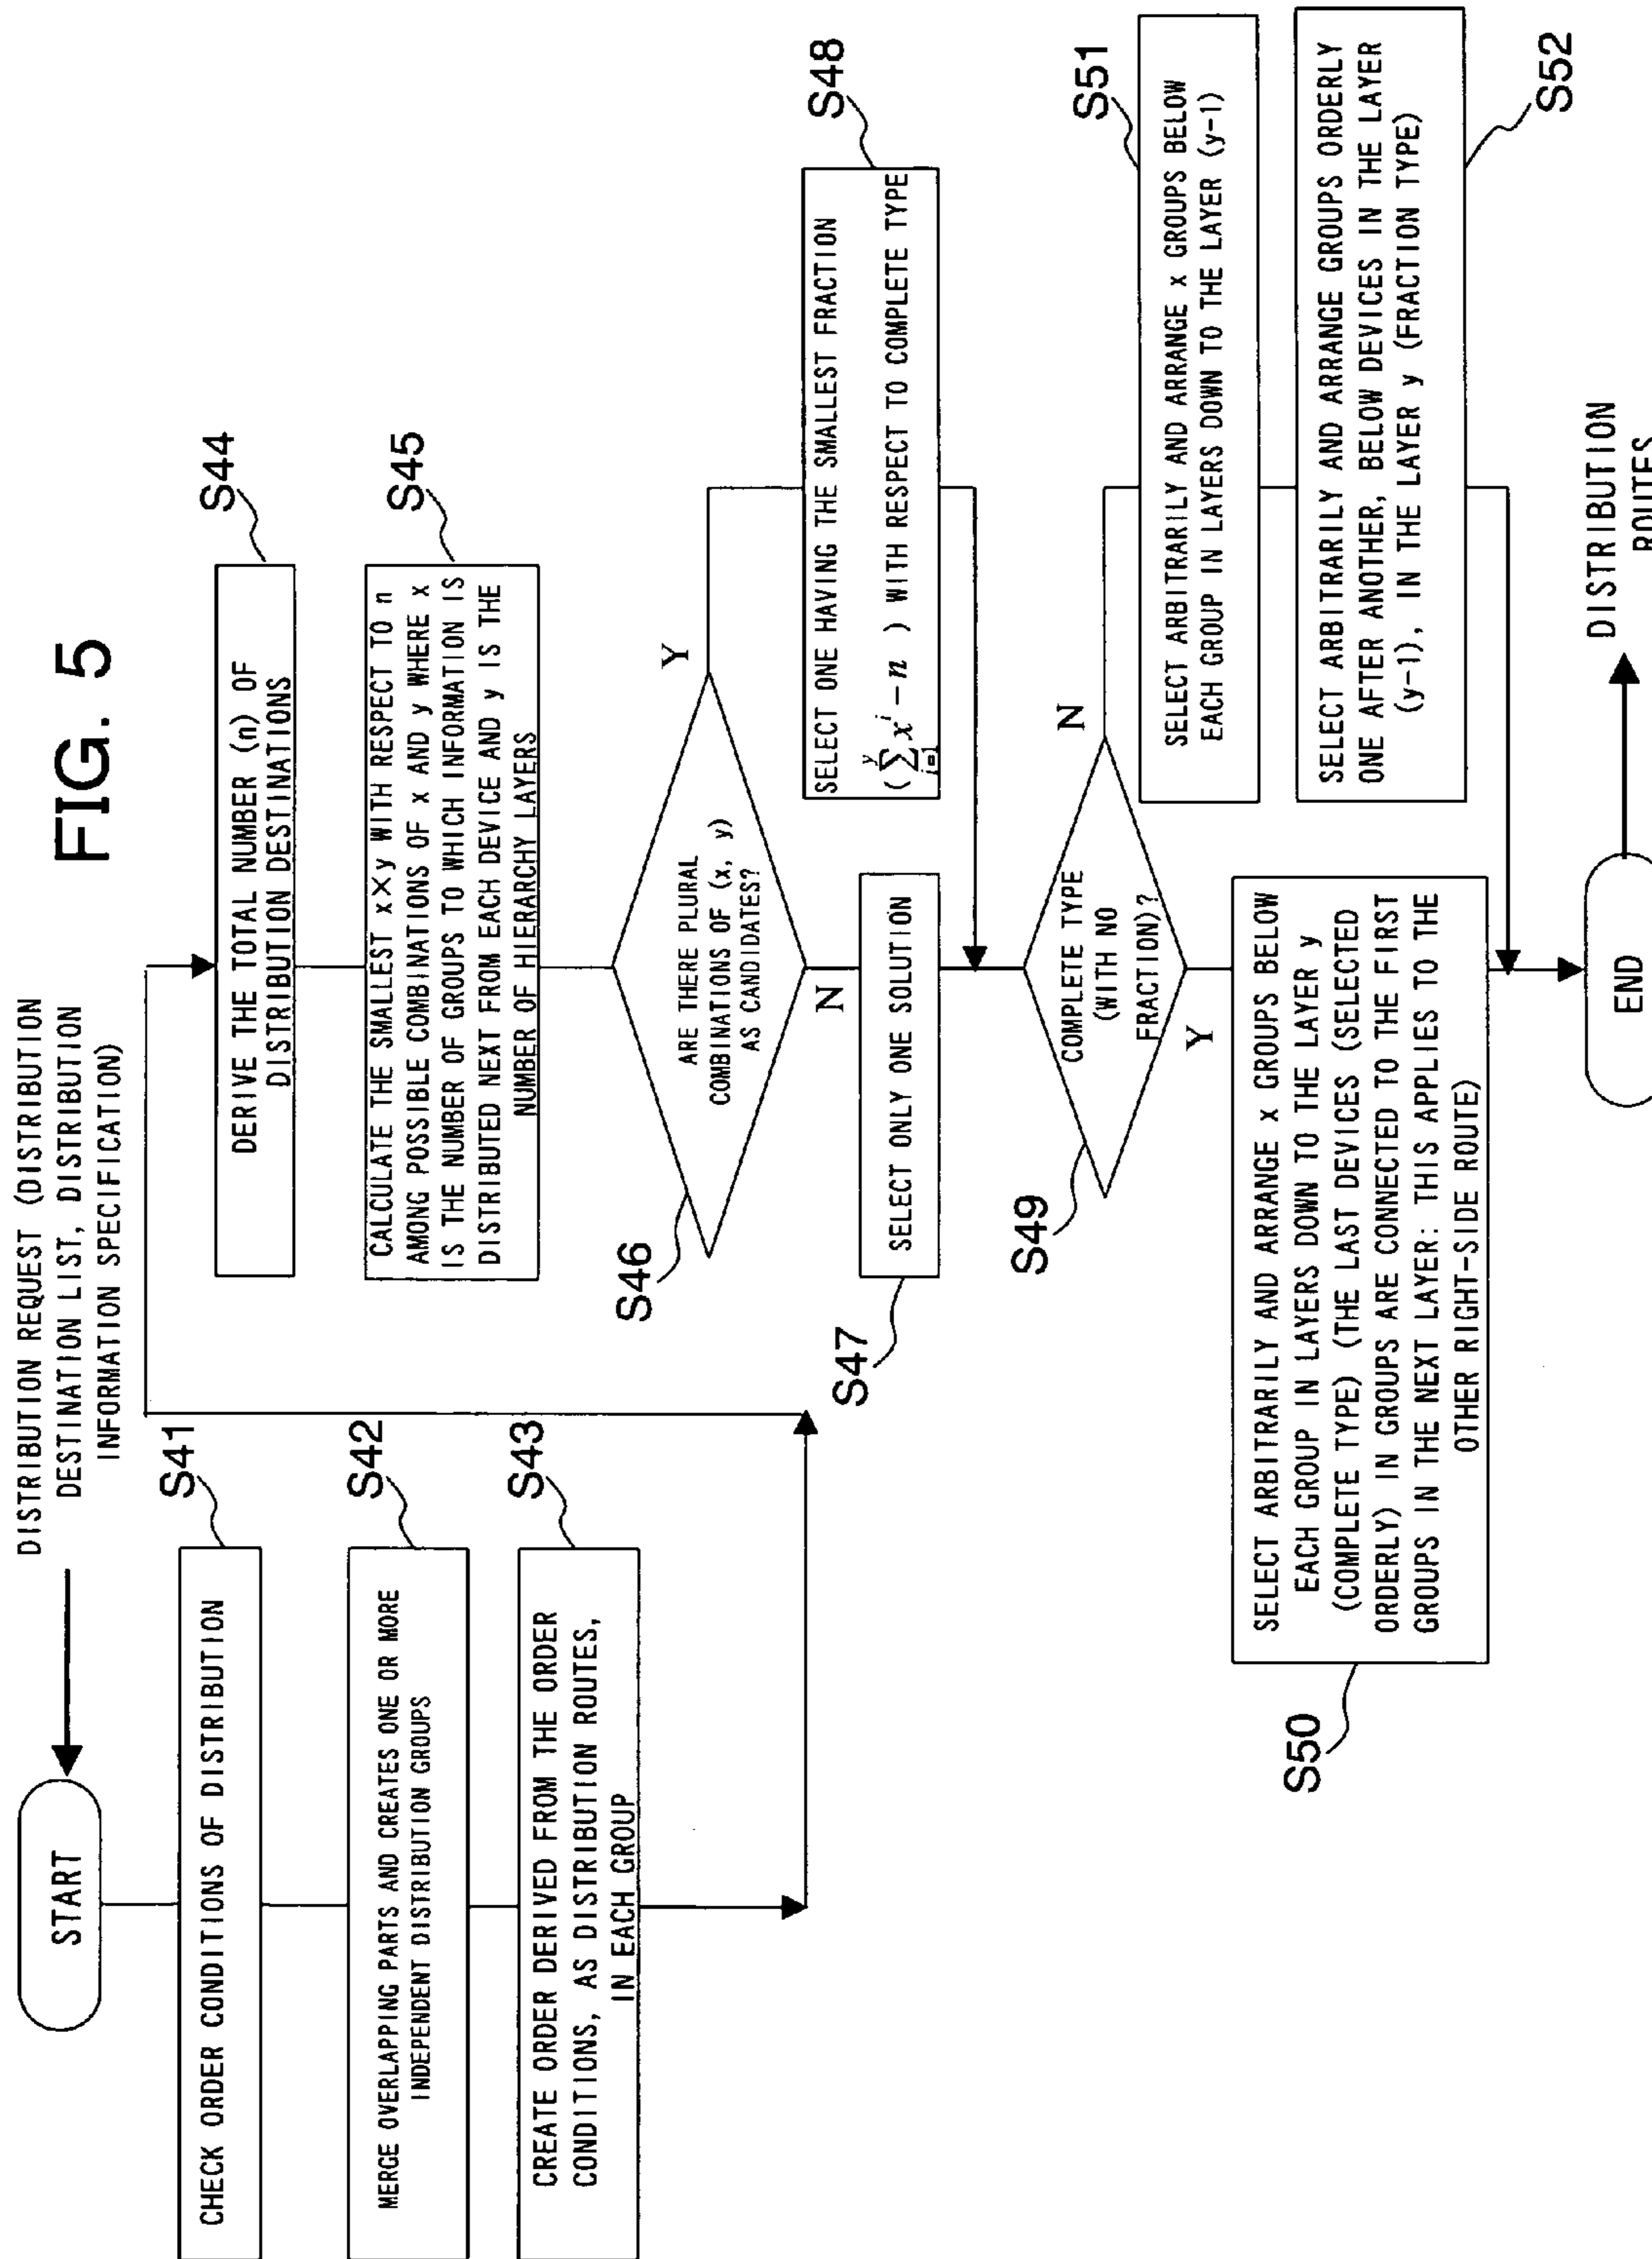 FIG. 5
DISTRIBUTION REQUEST (DISTRIBUTION
DESTINATION LIST, DISTRIBUTION
INFORMATION SPECIFICATION)
START
S41
CHECK ORDER CONDITIONS OF DISTRIBUTION
S42
MERGE OVERLAPPING PARTS AND CREATES ONE OR MORE
INDEPENDENT DISTRIBUTION GROUPS
S43
CREATE ORDER DERIVED FROM THE ORDER
CONDITIONS, AS DISTRIBUTION ROUTES,
IN EACH GROUP
S44
DERIVE THE TOTAL NUMBER (n) OF
DISTRIBUTION DESTINATIONS
S45
CALCULATE THE SMALLEST x×y WITH RESPECT TO n
AMONG POSSIBLE COMBINATIONS OF x AND y WHERE x
IS THE NUMBER OF GROUPS TO WHICH INFORMATION IS
DISTRIBUTED NEXT FROM EACH DEVICE AND y IS THE
NUMBER OF HIERARCHY LAYERS
S46
ARE THERE PLURAL
COMBINATIONS OF (x, y)
AS CANDIDATES?
Y
N
S47
SELECT ONLY ONE SOLUTION
S48
SELECT ONE HAVING THE SMALLEST FRACTION
(∑_{i=1}^{y} x^i − n) WITH RESPECT TO COMPLETE TYPE
S49
COMPLETE TYPE
(WITH NO
FRACTION)?
N
Y
S50
SELECT ARBITRARILY AND ARRANGE x GROUPS BELOW
EACH GROUP IN LAYERS DOWN TO THE LAYER y
(COMPLETE TYPE) (THE LAST DEVICES (SELECTED
ORDERLY) IN GROUPS ARE CONNECTED TO THE FIRST
GROUPS IN THE NEXT LAYER: THIS APPLIES TO THE
OTHER RIGHT-SIDE ROUTE)
S51
SELECT ARBITRARILY AND ARRANGE x GROUPS BELOW
EACH GROUP IN LAYERS DOWN TO THE LAYER (y-1)
S52
SELECT ARBITRARILY AND ARRANGE GROUPS ORDERLY
ONE AFTER ANOTHER, BELOW DEVICES IN THE LAYER
(y-1), IN THE LAYER y (FRACTION TYPE)
END
DISTRIBUTION
ROUTES